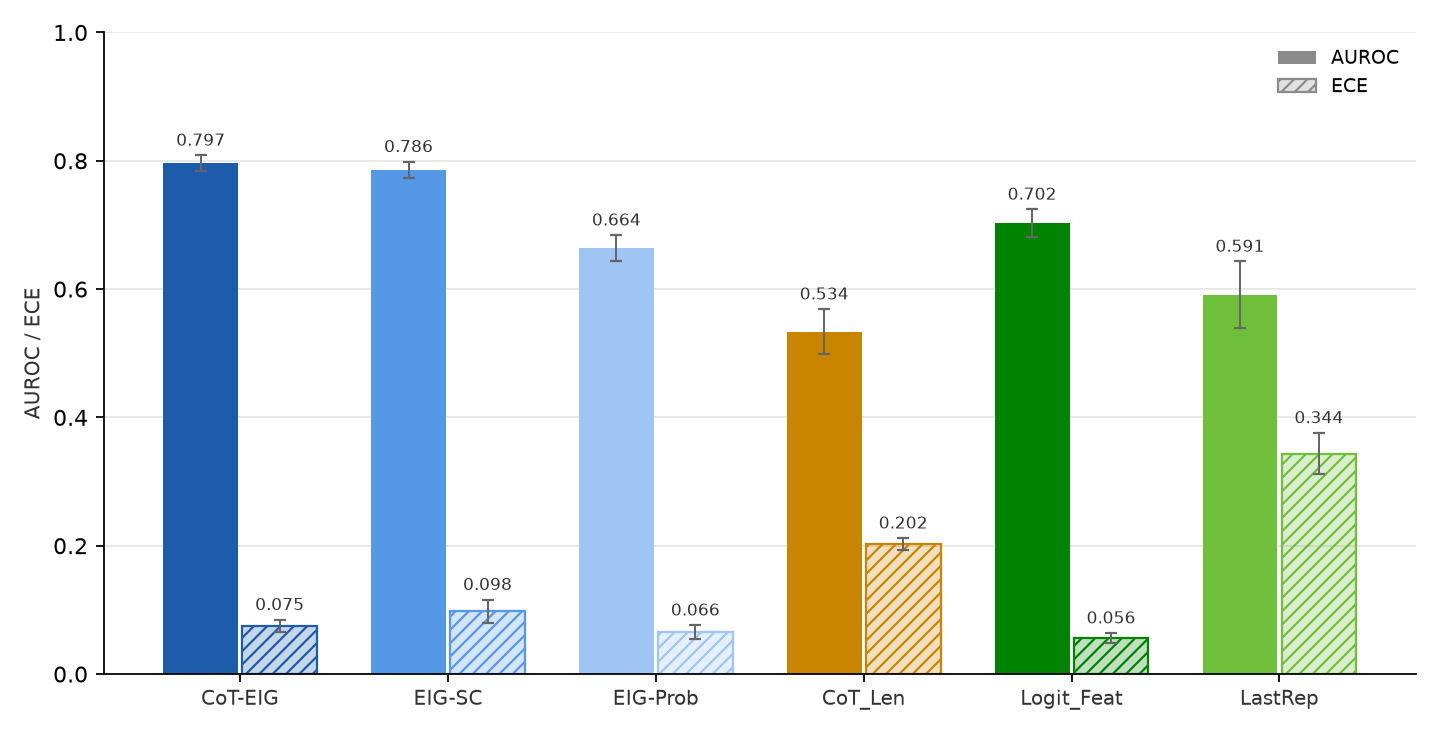 1.0
AUROC
ECE
0.797
0.786
0.8
0.702
0.664
0.591
0.6
0.534
AUROC / ECE
0.4
0.344
0.202
0.2
0.098
0.075
0.066
0.056
0.0
CoT-EIG
EIG-SC
EIG-Prob
CoT_Len
Logit_Feat
LastRep